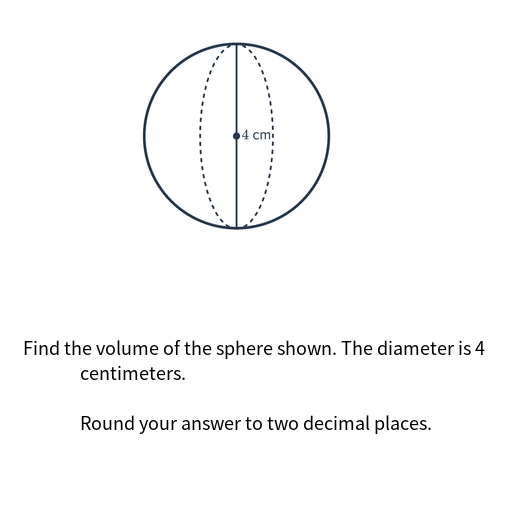 4 cm
Find the volume of the sphere shown. The diameter is 4
centimeters.
Round your answer to two decimal places.